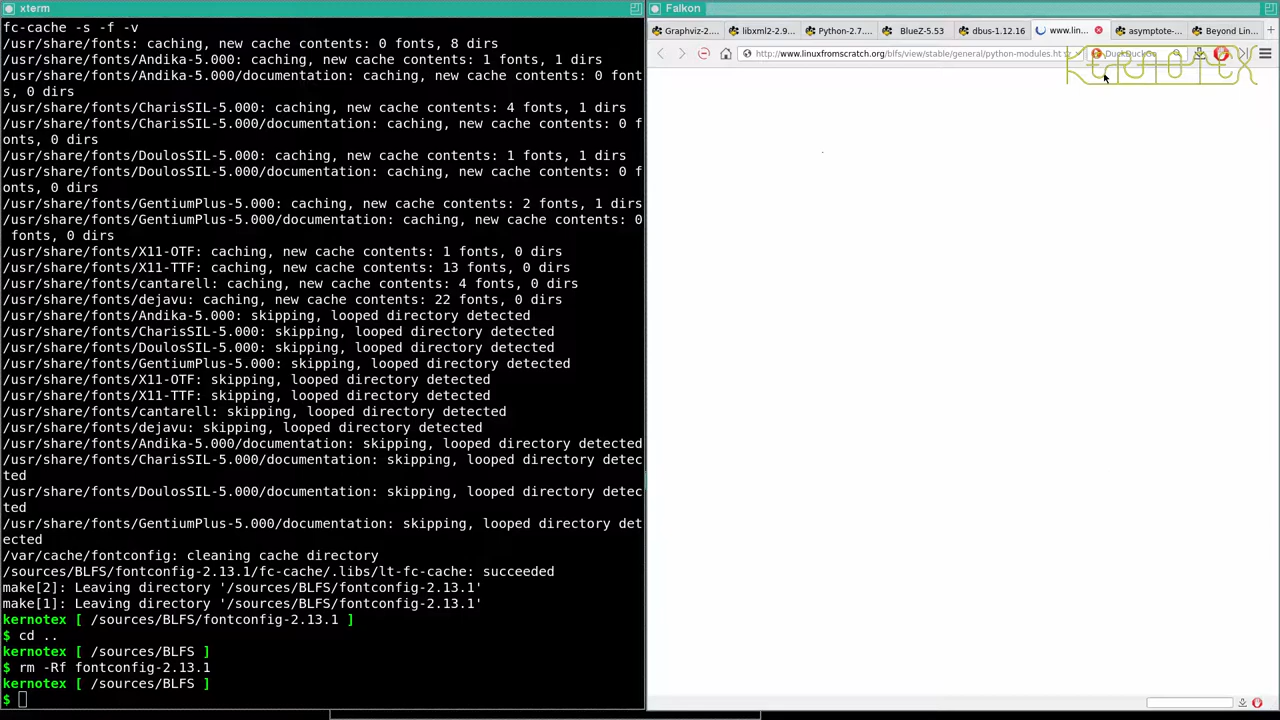 xterm
fc-cache -s -f -v
/usr/share/fonts: caching, new cache contents: 0 fonts, 8 dirs
/usr/share/fonts/Andika-5.000: caching, new cache contents: 1 fonts, 1 dirs
/usr/share/fonts/Andika-5.000/documentation: caching, new cache contents: 0 font
s, 0 dirs
/usr/share/fonts/CharisSIL-5.000: caching, new cache contents: 4 fonts, 1 dirs
/usr/share/fonts/CharisSIL-5.000/documentation: caching, new cache contents: 0 f
onts, 0 dirs
/usr/share/fonts/DoulosSIL-5.000: caching, new cache contents: 1 fonts, 1 dirs
/usr/share/fonts/DoulosSIL-5.000/documentation: caching, new cache contents: 0 f
onts, 0 dirs
/usr/share/fonts/GentiumPlus-5.000: caching, new cache contents: 2 fonts, 1 dirs
/usr/share/fonts/GentiumPlus-5.000/documentation: caching, new cache contents: 0
 fonts, 0 dirs
/usr/share/fonts/X11-OTF: caching, new cache contents: 1 fonts, 0 dirs
/usr/share/fonts/X11-TTF: caching, new cache contents: 13 fonts, 0 dirs
/usr/share/fonts/cantarell: caching, new cache contents: 4 fonts, 0 dirs
/usr/share/fonts/dejavu: caching, new cache contents: 22 fonts, 0 dirs
/usr/share/fonts/Andika-5.000: skipping, looped directory detected
/usr/share/fonts/CharisSIL-5.000: skipping, looped directory detected
/usr/share/fonts/DoulosSIL-5.000: skipping, looped directory detected
/usr/share/fonts/GentiumPlus-5.000: skipping, looped directory detected
/usr/share/fonts/X11-OTF: skipping, looped directory detected
/usr/share/fonts/X11-TTF: skipping, looped directory detected
/usr/share/fonts/cantarell: skipping, looped directory detected
/usr/share/fonts/dejavu: skipping, looped directory detected
/usr/share/fonts/Andika-5.000/documentation: skipping, looped directory detected
/usr/share/fonts/CharisSIL-5.000/documentation: skipping, looped directory detec
ted
/usr/share/fonts/DoulosSIL-5.000/documentation: skipping, looped directory detec
ted
/usr/share/fonts/GentiumPlus-5.000/documentation: skipping, looped directory det
ected
/var/cache/fontconfig: cleaning cache directory
/sources/BLFS/fontconfig-2.13.1/fc-cache/.libs/lt-fc-cache: succeeded
make[2]: Leaving directory '/sources/BLFS/fontconfig-2.13.1'
make[1]: Leaving directory '/sources/BLFS/fontconfig-2.13.1'
kernotex [ /sources/BLFS/fontconfig-2.13.1 ]
$ cd ..
kernotex [ /sources/BLFS ]
$ rm -Rf fontconfig-2.13.1
kernotex [ /sources/BLFS ]
$
Falkon
Graphviz-2.... libxml2-2.9... Python-2.7.... BlueZ-5.53 dbus-1.12.16 www.lin... asymptote-... Beyond Lin...
http://www.linuxfromscratch.org/blfs/view/stable/general/python-modules.ht DuckDuckGo
KERNOTEX